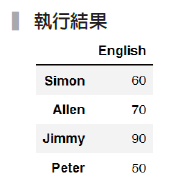 執行結果
English
Simon 60
Allen 70
Jimmy 90
Peter 50